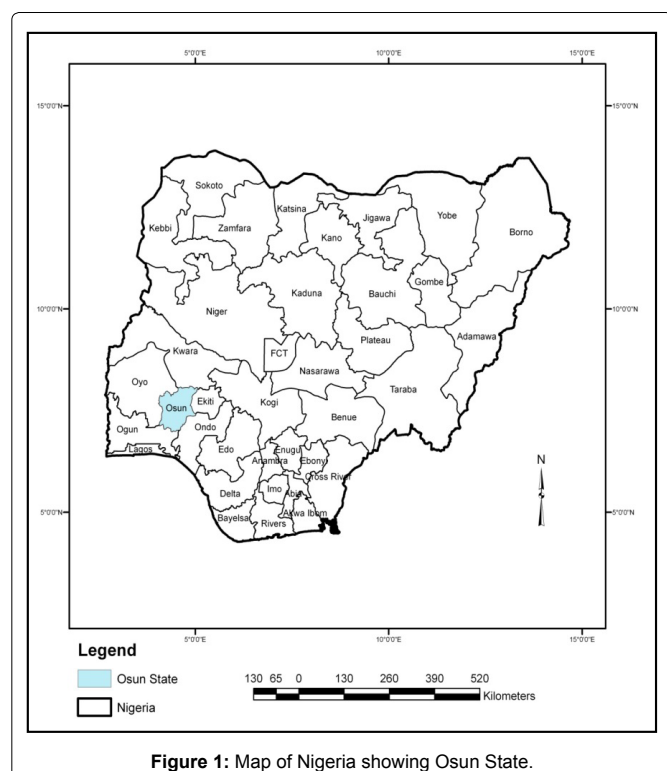 5°0'0"E 10°0'0"E 15°0'0"E
15°0'0"N 15°0'0"N
Sokoto
Katsina
Jigawa
Yobe
Kebbi
Zamfara
Kano
Borno
Gombe
Kaduna
Bauchi
10°0'0"N 10°0'0"N
Niger
Adamawa
Plateau
Kwara
FCT
Nasarawa
Oyo
Taraba
Osun
Ekiti
Kogi
Benue
Ogun
Ondo
Lagos
Edo
Enugu
Anambra
Ebony
Cross River
N
Delta
Imo
Abia
5°0'0"N 5°0'0"N
Bayelsa
Akwa Ibom
Rivers
5°0'0"E 10°0'0"E 15°0'0"E
Legend
Osun State
Nigeria
130 65 0 130 260 390 520
Kilometers
Figure 1: Map of Nigeria showing Osun State.